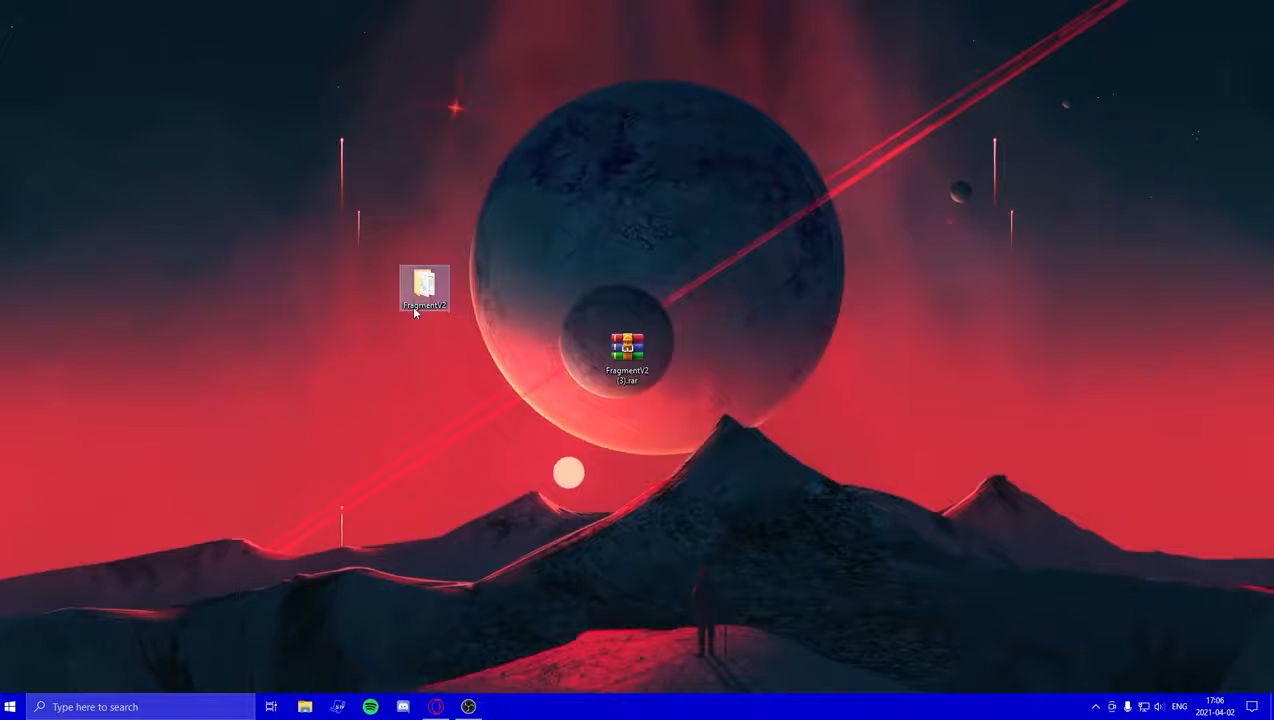 FragmentV2
FragmentV2
(3).rar
Type here to search
ENG
17:06
2021-04-02